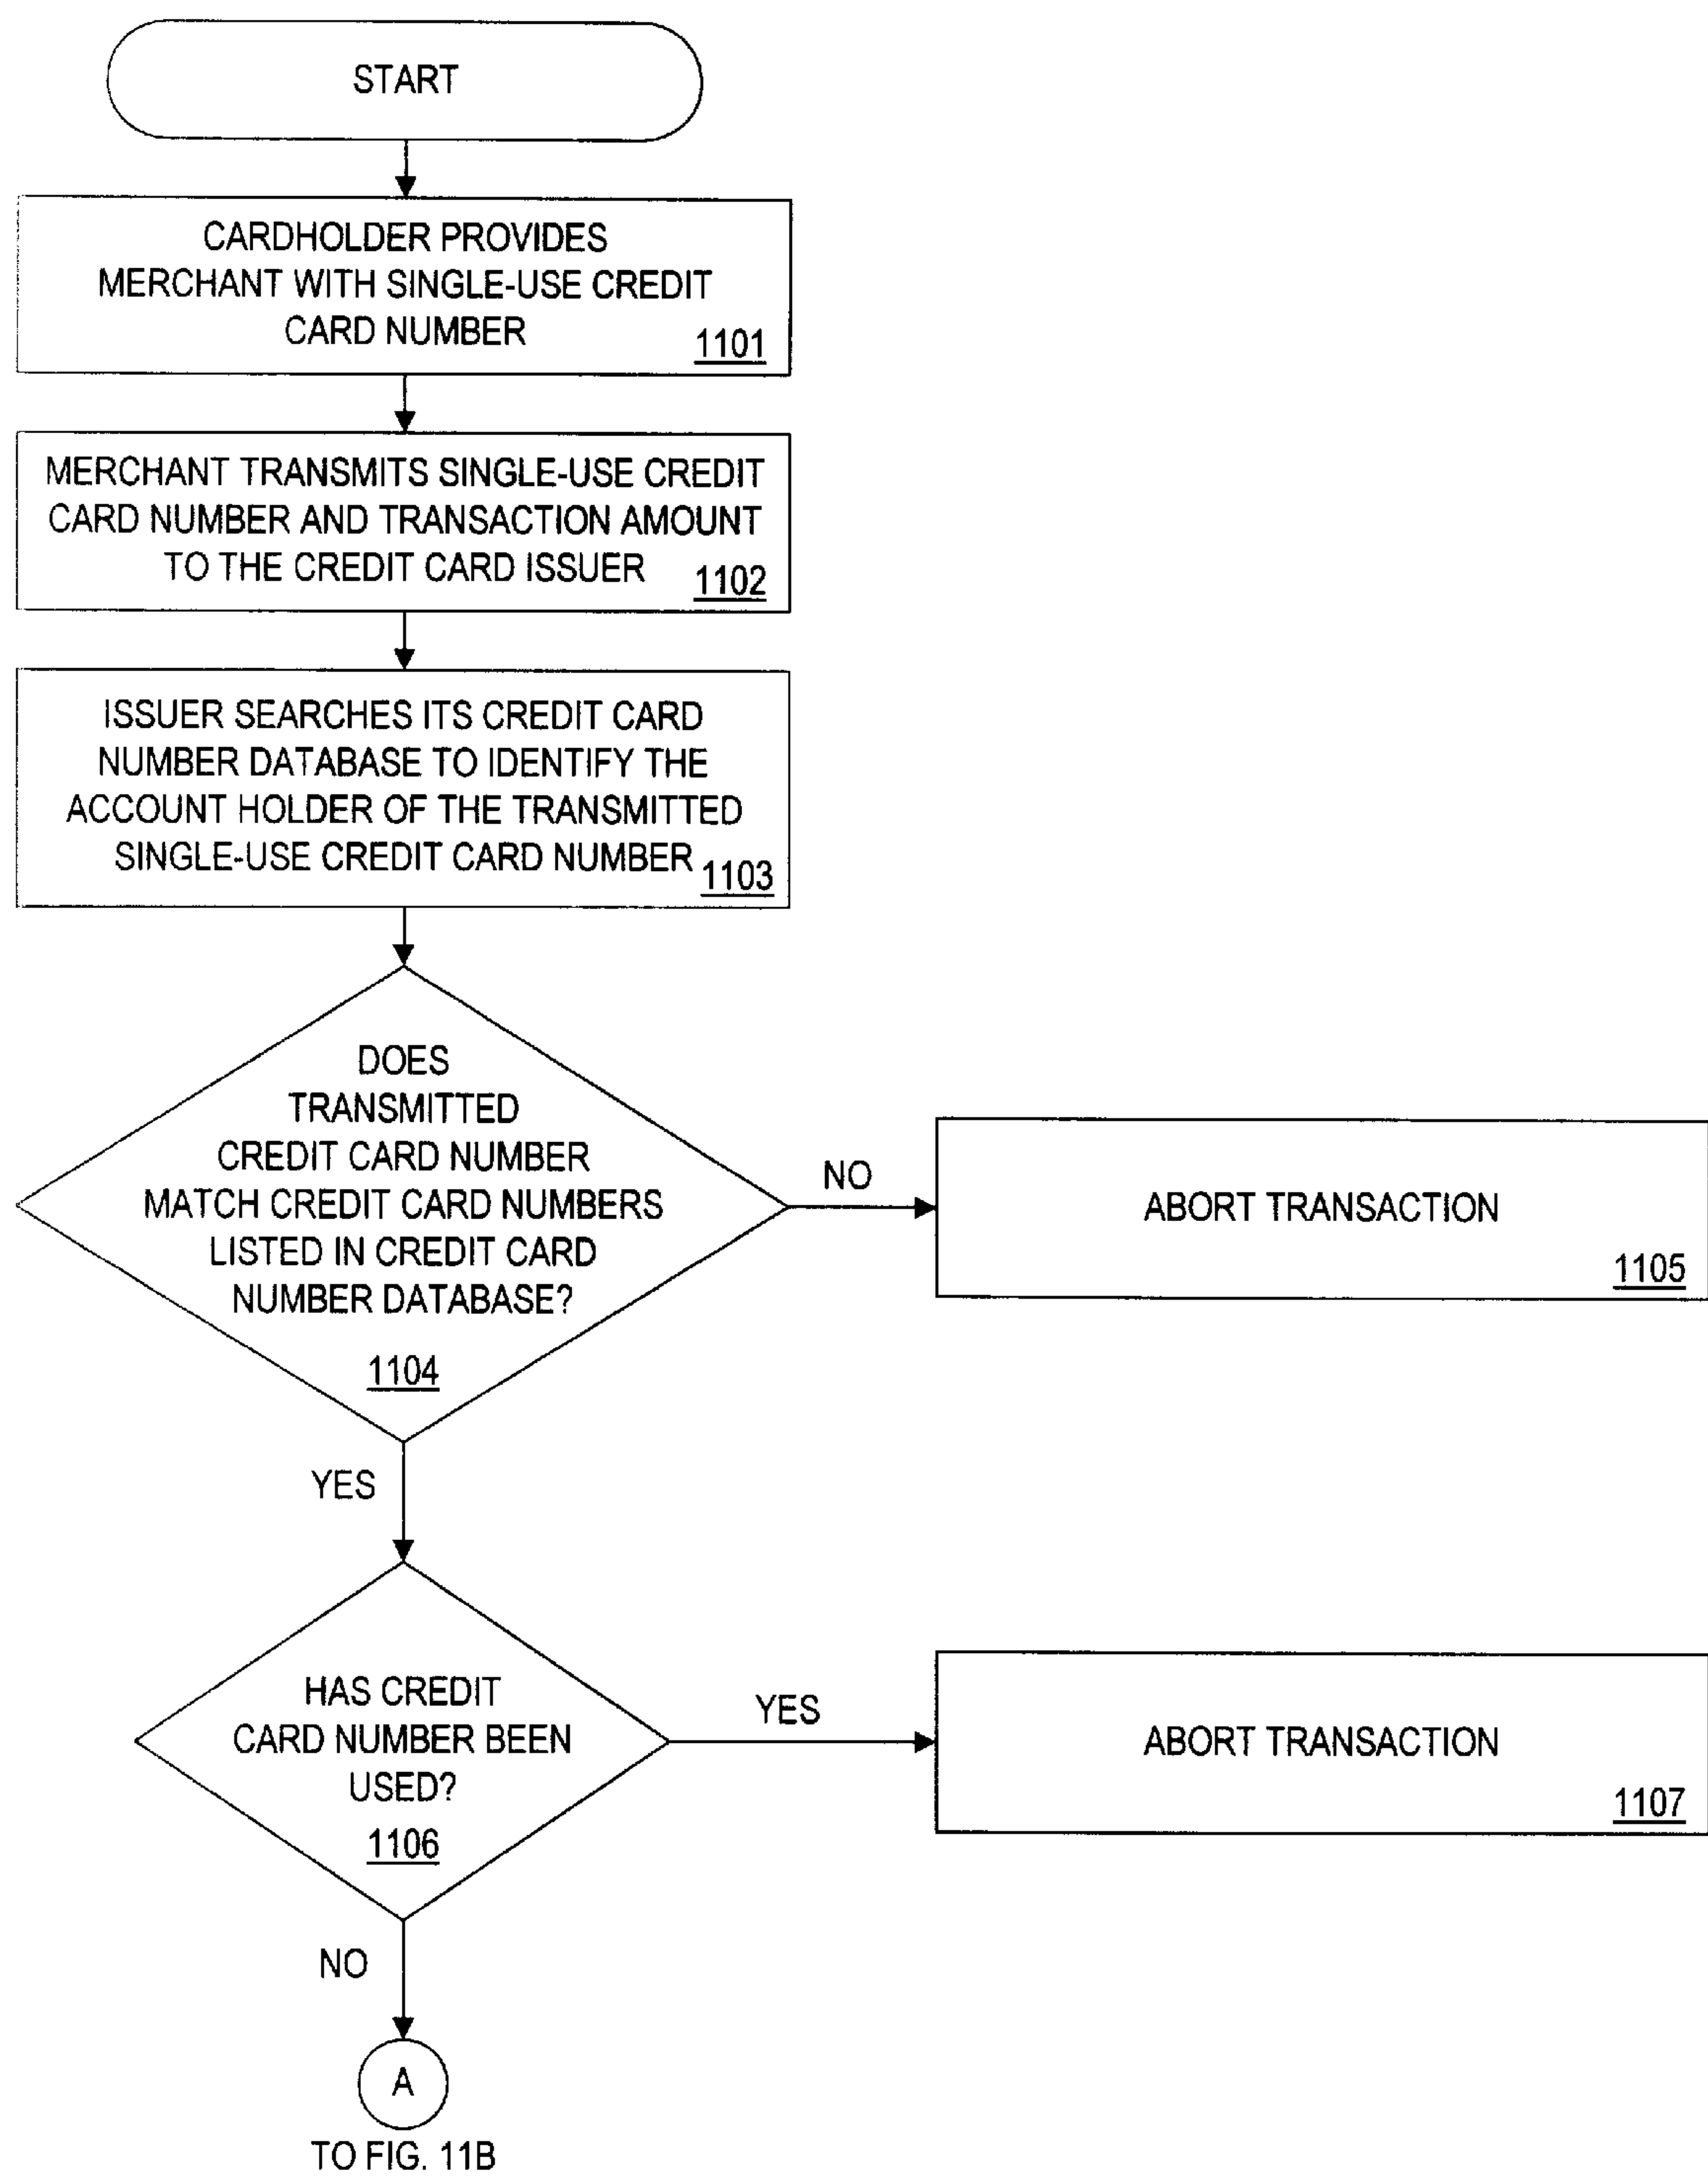 START
CARDHOLDER PROVIDES
MERCHANT WITH SINGLE-USE CREDIT
CARD NUMBER
1101
MERCHANT TRANSMITS SINGLE-USE CREDIT
CARD NUMBER AND TRANSACTION AMOUNT
TO THE CREDIT CARD ISSUER
1102
ISSUER SEARCHES ITS CREDIT CARD
NUMBER DATABASE TO IDENTIFY THE
ACCOUNT HOLDER OF THE TRANSMITTED
SINGLE-USE CREDIT CARD NUMBER
1103
DOES
TRANSMITTED
CREDIT CARD NUMBER
MATCH CREDIT CARD NUMBERS
LISTED IN CREDIT CARD
NUMBER DATABASE?
1104
NO
ABORT TRANSACTION
1105
YES
HAS CREDIT
CARD NUMBER BEEN
USED?
1106
YES
ABORT TRANSACTION
1107
NO
A
TO FIG. 11B